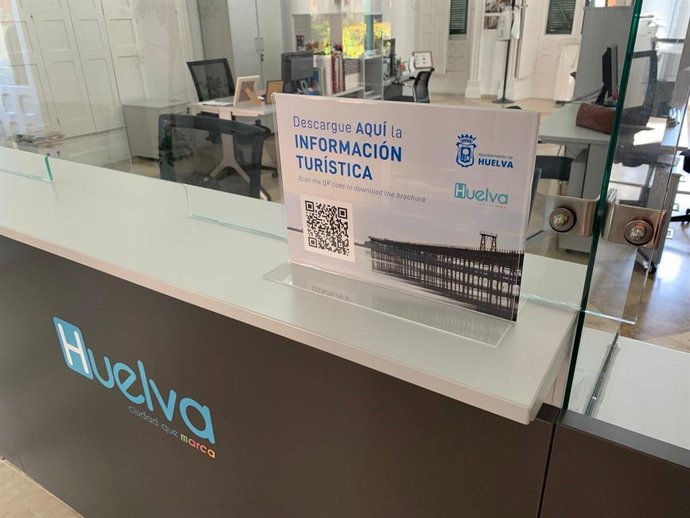 Descargue AQUÍ la
INFORMACIÓN
TURÍSTICA
Scan the QR code to download the brochure
Ayuntamiento de
HUELVA
Huelva
Huelva
ciudad que marca